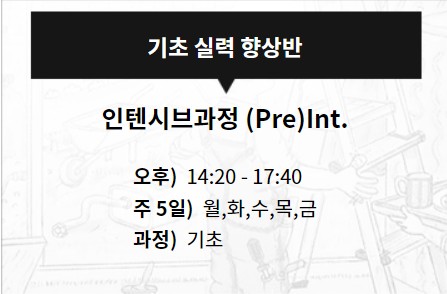 기초 실력 향상반
인텐시브과정 (Pre)Int.
오후) 14:20 - 17:40
주 5일) 월,화,수,목,금
과정) 기초